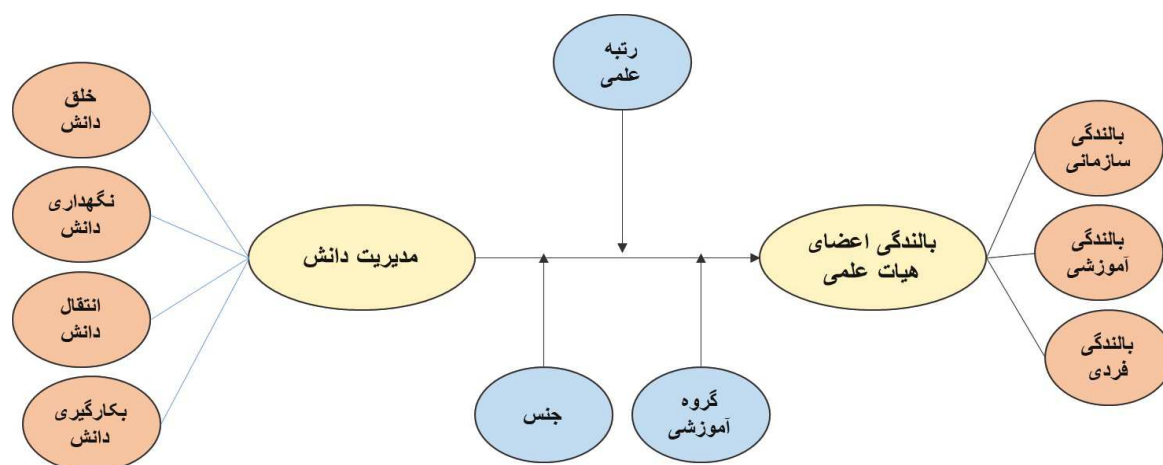 رتبه
علمی
خلق
دانش
نگهداری
دانش
انتقال
دانش
بکارگیری
دانش
مدیریت دانش
جنس
گروه
آموزشی
بالندگی اعضای
هیات علمی
بالندگی
سازمانی
بالندگی
آموزشی
بالندگی
فردی